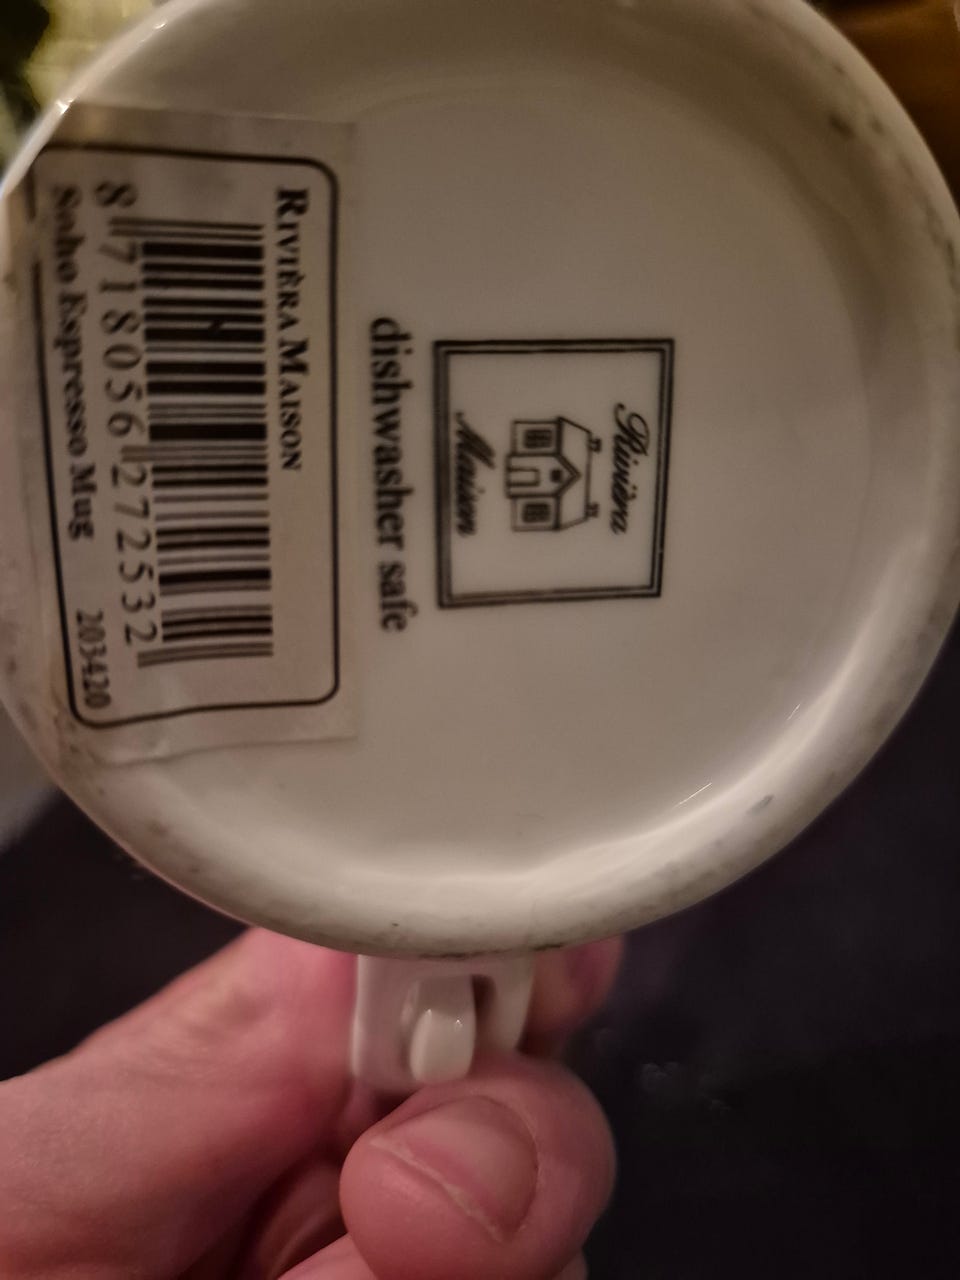 Rivièra
Maison
dishwasher safe
RIVIÈRA MAISON
8 718056 272532
Soho Espresso Mug 203420